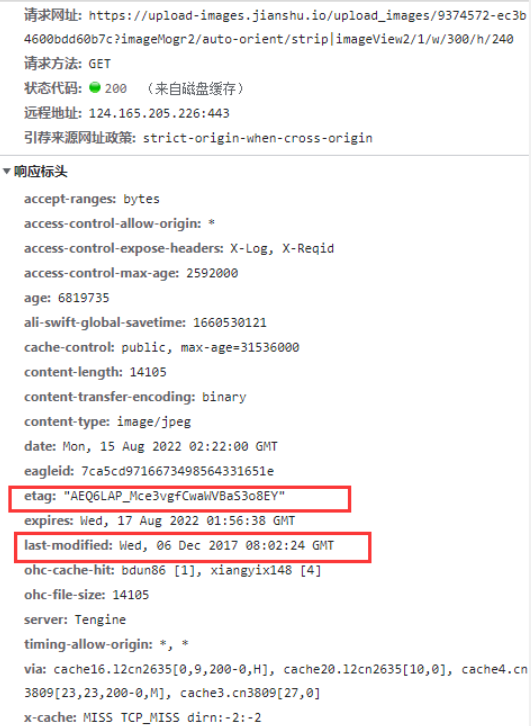 请求网址: https://upload-images.jianshu.io/upload_images/9374572-ec3b
4600bdd60b7c?imageMogr2/auto-orient/strip|imageView2/1/w/300/h/240
请求方法: GET
状态代码: 200 (来自磁盘缓存)
远程地址: 124.165.205.226:443
引荐来源网址政策: strict-origin-when-cross-origin
▼响应标头
accept-ranges: bytes
access-control-allow-origin: *
access-control-expose-headers: X-Log, X-Reqid
access-control-max-age: 2592000
age: 6819735
ali-swift-global-savetime: 1660530121
cache-control: public, max-age=31536000
content-length: 14105
content-transfer-encoding: binary
content-type: image/jpeg
date: Mon, 15 Aug 2022 02:22:00 GMT
eagleid: 7ca5cd9716673498564331651e
etag: "AEQ6LAP_Mce3vgfCwaWVBaS3o8EY"
expires: Wed, 17 Aug 2022 01:56:38 GMT
last-modified: Wed, 06 Dec 2017 08:02:24 GMT
ohc-cache-hit: bdun86 [1], xiangyix148 [4]
ohc-file-size: 14105
server: Tengine
timing-allow-origin: *, *
via: cache16.l2cn2635[0,9,200-0,H], cache20.l2cn2635[10,0], cache4.cn
3809[23,23,200-0,M], cache3.cn3809[27,0]
x-cache: MISS TCP_MISS dirn:-2:-2